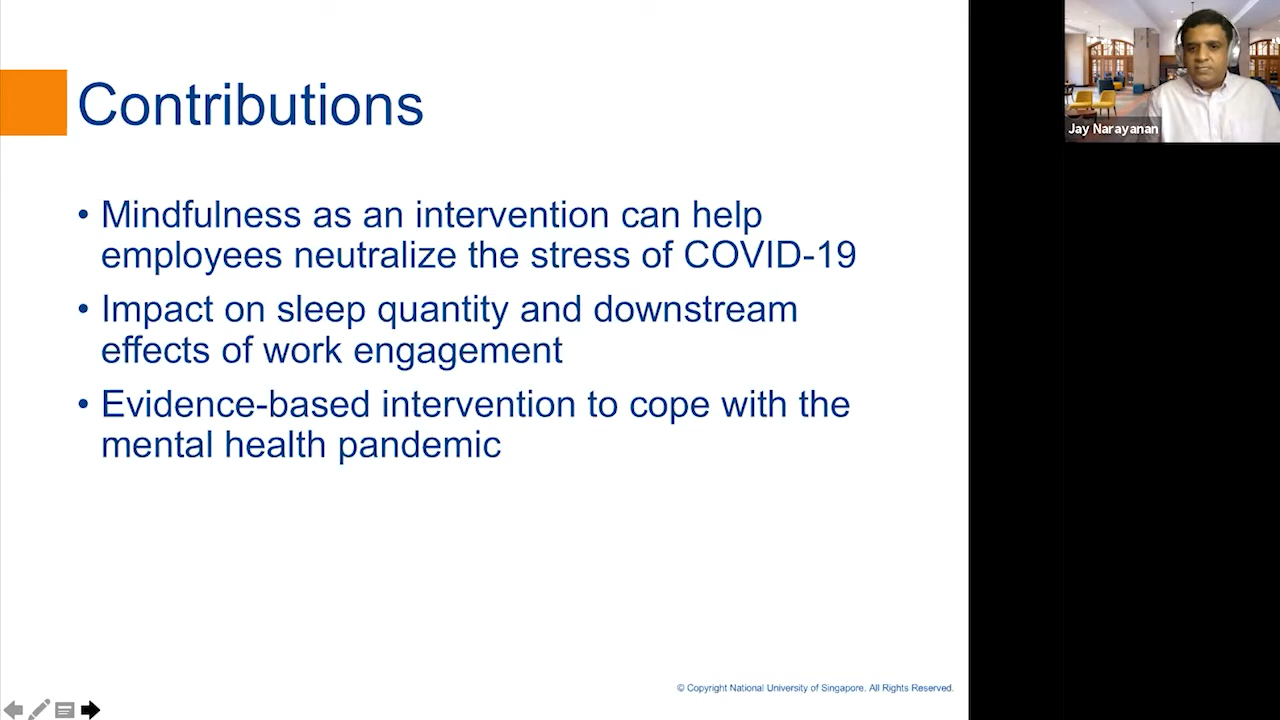 Contributions
• Mindfulness as an intervention can help
employees neutralize the stress of COVID-19
• Impact on sleep quantity and downstream
effects of work engagement
• Evidence-based intervention to cope with the
mental health pandemic
© Copyright National University of Singapore. All Rights Reserved.
Jay Narayanan